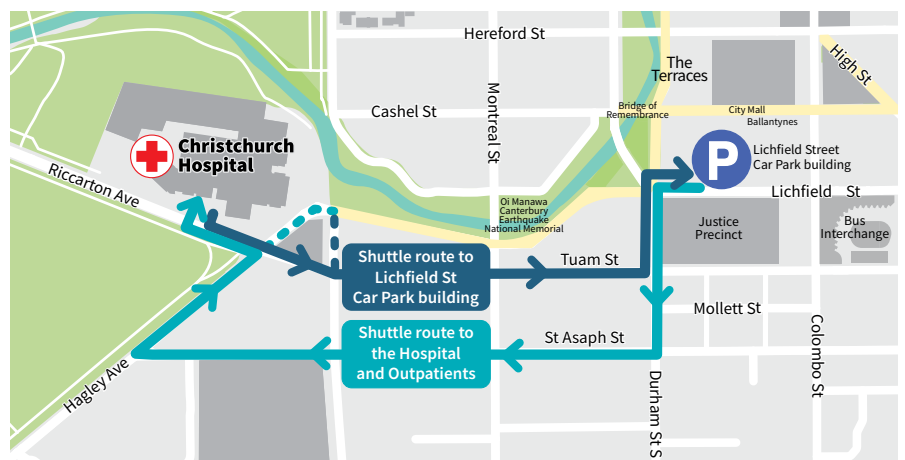 Hereford St
The
Terraces
High St
Cashel St
Montreal St
Bridge of
Remembrance
City Mall
Ballantynes
Christchurch
Hospital
P
Lichfield Street
Car Park building
Riccarton Ave
Lichfield St
Oi Manawa
Canterbury
Earthquake
National Memorial
Justice
Precinct
Bus
Interchange
Shuttle route to
Lichfield St
Car Park building
Tuam St
Mollett St
Shuttle route to
the Hospital
and Outpatients
St Asaph St
Colombo St
Hagley Ave
Durham St S